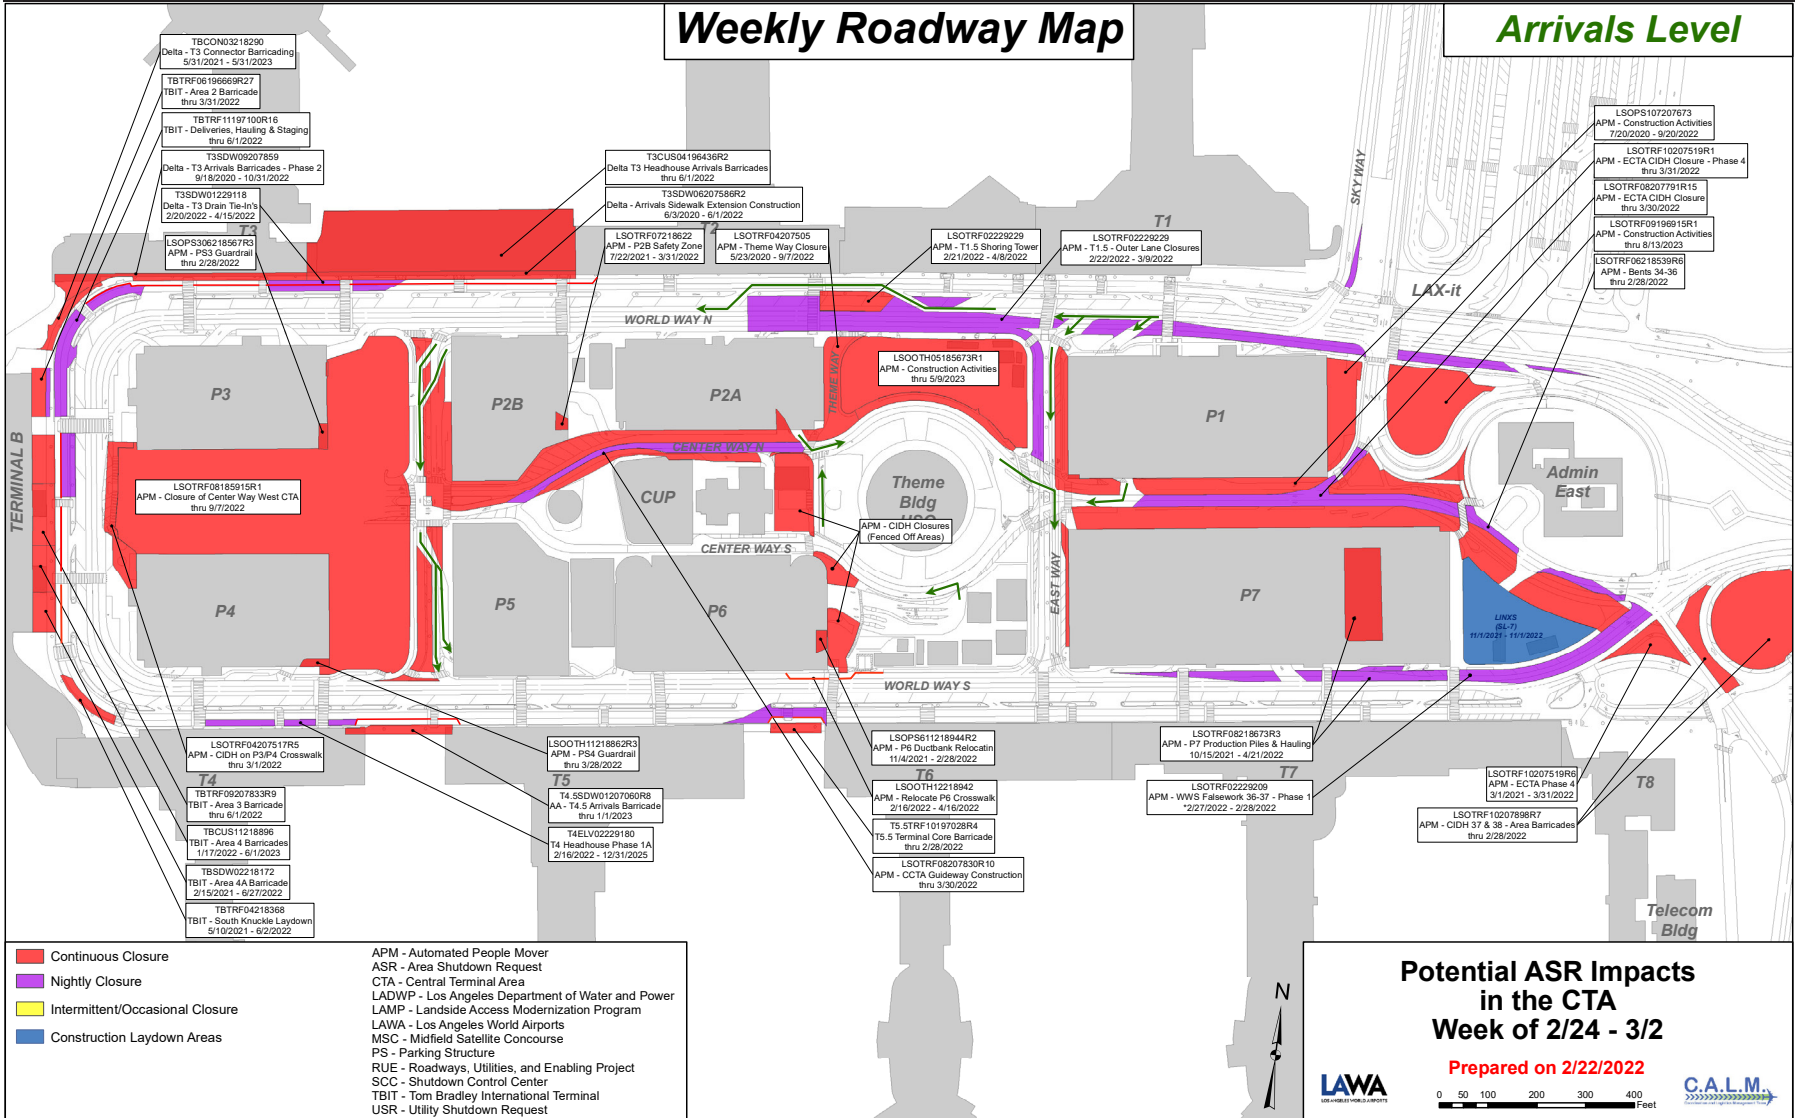 Weekly Roadway Map
Arrivals Level
TBCON03218290
Delta - T3 Connector Barricading
5/31/2021 - 5/31/2023
TBTRF06196669R27
TBIT - Area 2 Barricade
thru 3/31/2022
TBTRF11197100R16
TBIT - Deliveries, Hauling & Staging
thru 6/1/2022
T3SDW09207859
Delta - T3 Arrivals Barricades - Phase 2
9/18/2020 - 10/31/2022
T3SDW01229118
Delta - T3 Drain Tie-In's
2/20/2022 - 4/15/2022
T3
LSOPS306218567R3
APM - PS3 Guardrail
thru 2/28/2022
T3CUS04196436R2
Delta T3 Headhouse Arrivals Barricades
thru 6/1/2022
T3SDW06207586R2
Delta - Arrivals Sidewalk Extension Construction
6/3/2020 - 6/1/2022
T2
LSOTRF07218622
APM - P2B Safety Zone
7/22/2021 - 3/31/2022
LSOTRF04207505
APM - Theme Way Closure
5/23/2020 - 9/7/2022
LSOTRF02229229
APM - T1.5 Shoring Tower
2/21/2022 - 4/8/2022
T1
LSOTRF02229229
APM - T1.5 - Outer Lane Closures
2/22/2022 - 3/9/2022
SKY WAY
LAX-it
LSOPS107207673
APM - Construction Activities
7/20/2020 - 9/20/2022
LSOTRF10207519R1
APM - ECTA CIDH Closure - Phase 4
thru 3/31/2022
LSOTRF08207791R15
APM - ECTA CIDH Closure
thru 3/30/2022
LSOTRF09196915R1
APM - Construction Activities
thru 8/13/2023
LSOTRF06218539R6
APM - Bents 34-36
thru 2/28/2022
WORLD WAY N
P3
P2B
P2A
THEME WAY
LSOOTH05185673R1
APM - Construction Activities
thru 5/9/2023
P1
CENTER WAY N
TERMINAL B
LSOTRF08185915R1
APM - Closure of Center Way West CTA
thru 9/7/2022
CUP
Theme
Bldg
USO
APM - CIDH Closures
(Fenced Off Areas)
Admin
East
CENTER WAY S
EAST WAY
P4
P5
P6
P7
LINXS
(SL-7)
11/1/2021 - 11/1/2022
WORLD WAY S
LSOTRF04207517R5
APM - CIDH on P3/P4 Crosswalk
thru 3/1/2022
T4
TBTRF09207833R9
TBIT - Area 3 Barricade
thru 6/1/2022
TBCUS11218896
TBIT - Area 4 Barricades
1/17/2022 - 6/1/2023
TBSDW02218172
TBIT - Area 4A Barricade
2/15/2021 - 6/27/2022
TBTRF04218368
TBIT - South Knuckle Laydown
5/10/2021 - 6/2/2022
LSOOTH11218862R3
APM - PS4 Guardrail
thru 3/28/2022
T5
T4.5SDW01207060R8
AA - T4.5 Arrivals Barricade
thru 1/1/2023
T4ELV02229180
T4 Headhouse Phase 1A
2/16/2022 - 12/31/2025
LSOPS611218944R2
APM - P6 Ductbank Relocatin
11/4/2021 - 2/28/2022
T6
LSOOTH12218942
APM - Relocate P6 Crosswalk
2/16/2022 - 4/16/2022
T5.5TRF10197028R4
T5.5 Terminal Core Barricade
thru 2/28/2022
LSOTRF08207830R10
APM - CCTA Guideway Construction
thru 3/30/2022
LSOTRF08218673R3
APM - P7 Production Piles & Hauling
10/15/2021 - 4/21/2022
T7
LSOTRF02229209
APM - WWS Falsework 36-37 - Phase 1
*2/27/2022 - 2/28/2022
LSOTRF10207519R6
APM - ECTA Phase 4
3/1/2021 - 3/31/2022
T8
LSOTRF10207898R7
APM - CIDH 37 & 38 - Area Barricades
thru 2/28/2022
Telecom
Bldg
Continuous Closure
Nightly Closure
Intermittent/Occasional Closure
Construction Laydown Areas
APM - Automated People Mover
ASR - Area Shutdown Request
CTA - Central Terminal Area
LADWP - Los Angeles Department of Water and Power
LAMP - Landside Access Modernization Program
LAWA - Los Angeles World Airports
MSC - Midfield Satellite Concourse
PS - Parking Structure
RUE - Roadways, Utilities, and Enabling Project
SCC - Shutdown Control Center
TBIT - Tom Bradley International Terminal
USR - Utility Shutdown Request
N
Potential ASR Impacts
in the CTA
Week of 2/24 - 3/2
Prepared on 2/22/2022
LAWA
LOS ANGELES WORLD AIRPORTS
0 50 100 200 300 400
Feet
C.A.L.M.